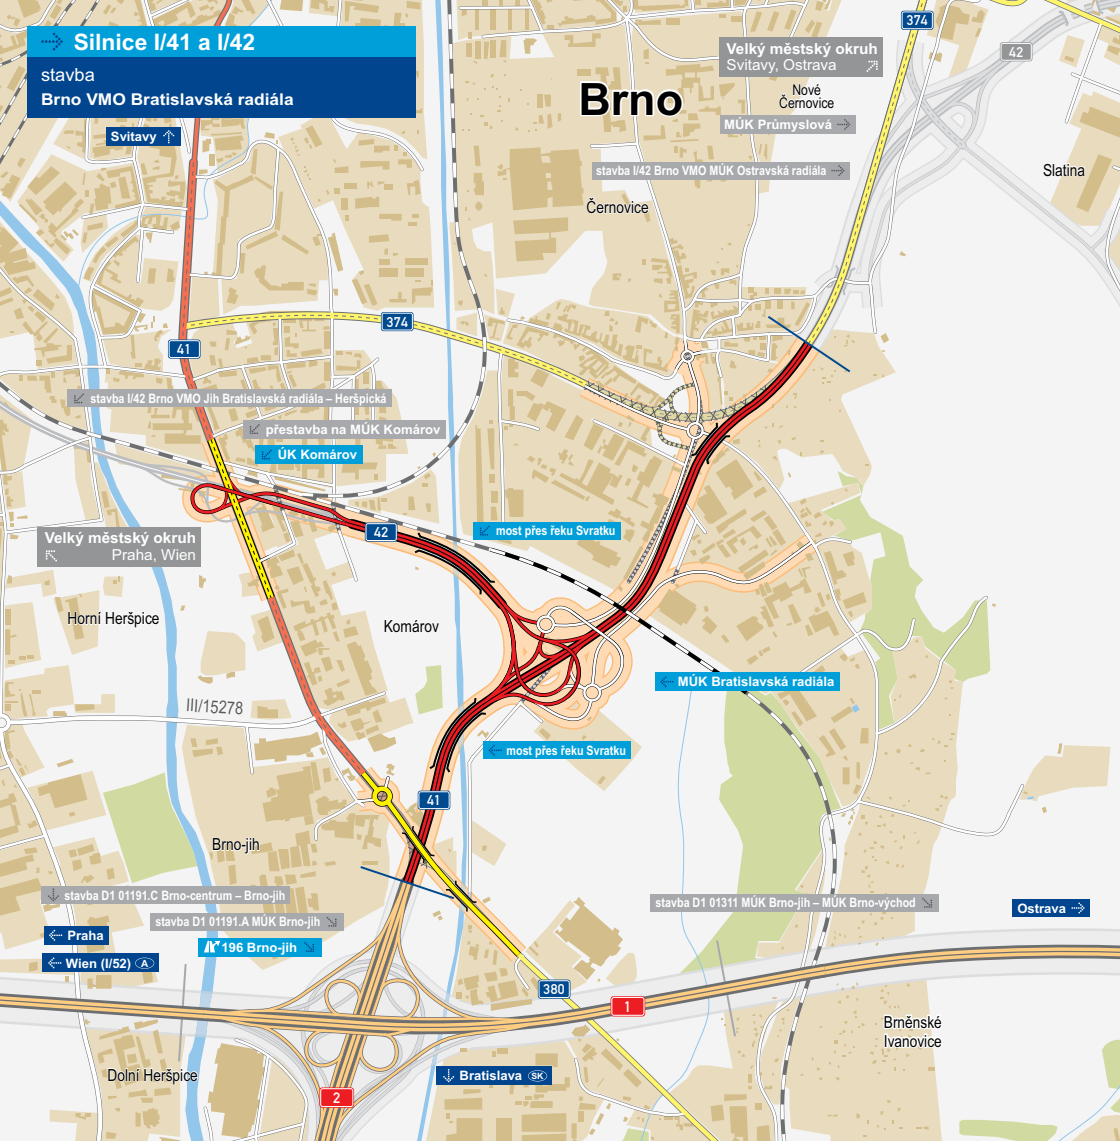 Silnice I/41 a I/42
stavba
Brno VMO Bratislavská radiála
Svitavy
374
42
Velký městský okruh
Svitavy, Ostrava
Brno
Nové
Černovice
MÚK Průmyslová
stavba I/42 Brno VMO MÚK Ostravská radiála
Slatina
Černovice
374
41
stavba I/42 Brno VMO Jih Bratislavská radiála – Heršpická
přestavba na MÚK Komárov
ÚK Komárov
Velký městský okruh
Praha, Wien
42
most přes řeku Svratku
Horní Heršpice
Komárov
MÚK Bratislavská radiála
III/15278
most přes řeku Svratku
41
Brno-jih
stavba D1 01191.C Brno-centrum – Brno-jih
stavba D1 01191.A MÚK Brno-jih
196 Brno-jih
stavba D1 01311 MÚK Brno-jih – MÚK Brno-východ
Ostrava
Praha
Wien (I/52) A
380
1
Brněnské
Ivanovice
Dolní Heršpice
Bratislava SK
2